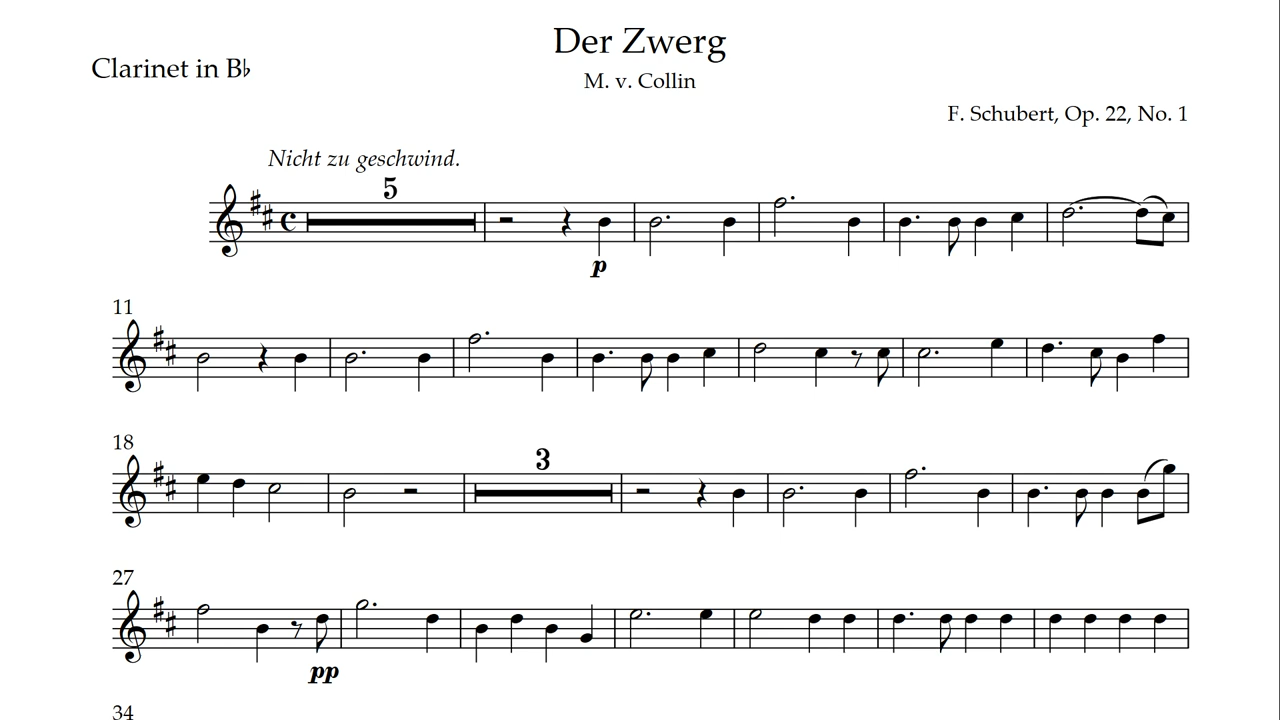 Der Zwerg
Clarinet in B♭
M. v. Collin
F. Schubert, Op. 22, No. 1
Nicht zu geschwind.
5
p
11
18
3
27
pp
34